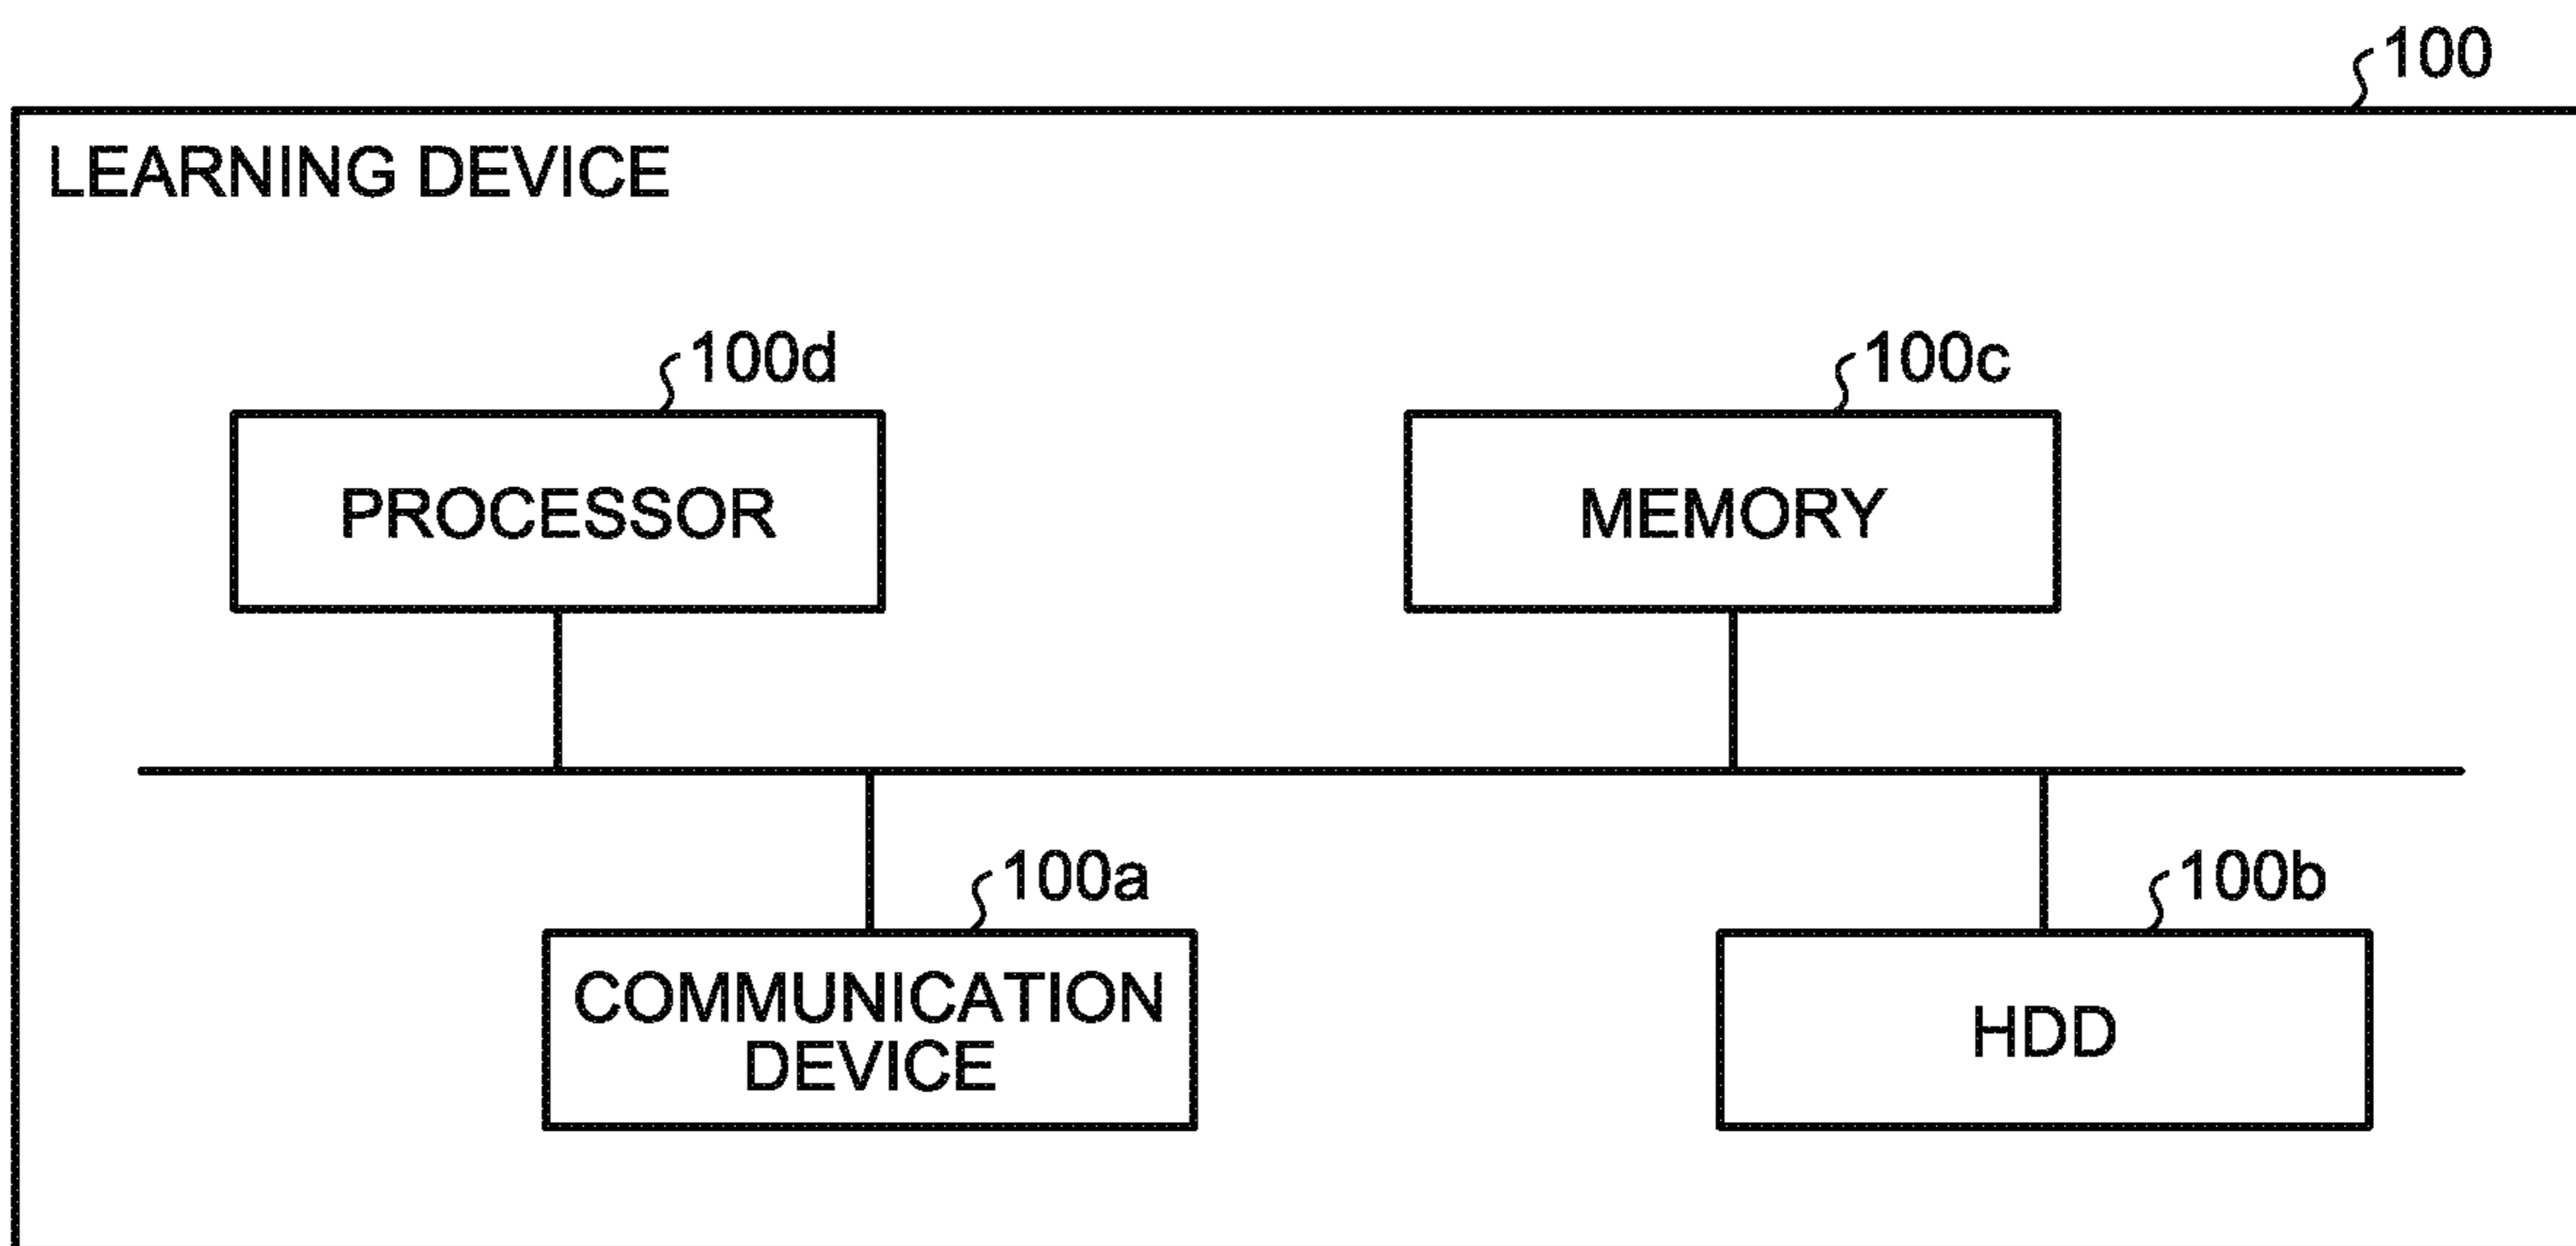 100
LEARNING DEVICE
100d
100c
PROCESSOR
MEMORY
100a
100b
COMMUNICATION
DEVICE
HDD